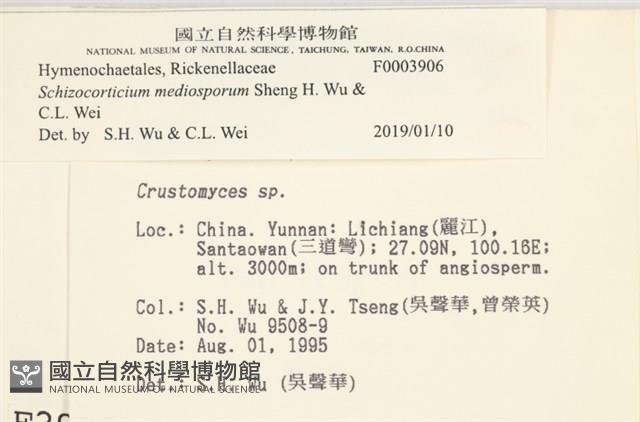 國立自然科學博物館
NATIONAL MUSEUM OF NATURAL SCIENCE, TAICHUNG, TAIWAN, R.O.CHINA
Hymenochaetales, Rickenellaceae F0003906
Schizocorticium mediosporum Sheng H. Wu &
C.L. Wei
Det. by S.H. Wu & C.L. Wei 2019/01/10
Crustomyces sp.
Loc.: China. Yunnan: Lichiang(麗江),
Santaowan(三道彎); 27.09N, 100.16E;
alt. 3000m; on trunk of angiosperm.
Col.: S.H. Wu & J.Y. Tseng(吳聲華,曾榮英)
No. Wu 9508-9
Date: Aug. 01, 1995
Det.: S.H. Wu (吳聲華)
國立自然科學博物館
NATIONAL MUSEUM OF NATURAL SCIENCE